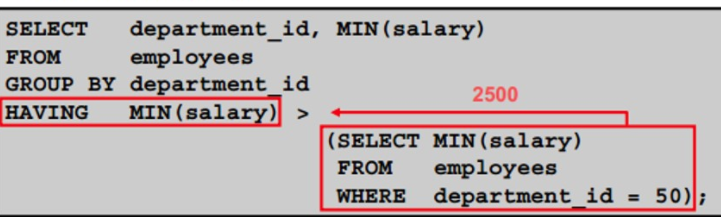 SELECT department_id, MIN(salary)
FROM employees
GROUP BY department_id
HAVING MIN(salary) >
2500
(SELECT MIN(salary)
FROM employees
WHERE department_id = 50);